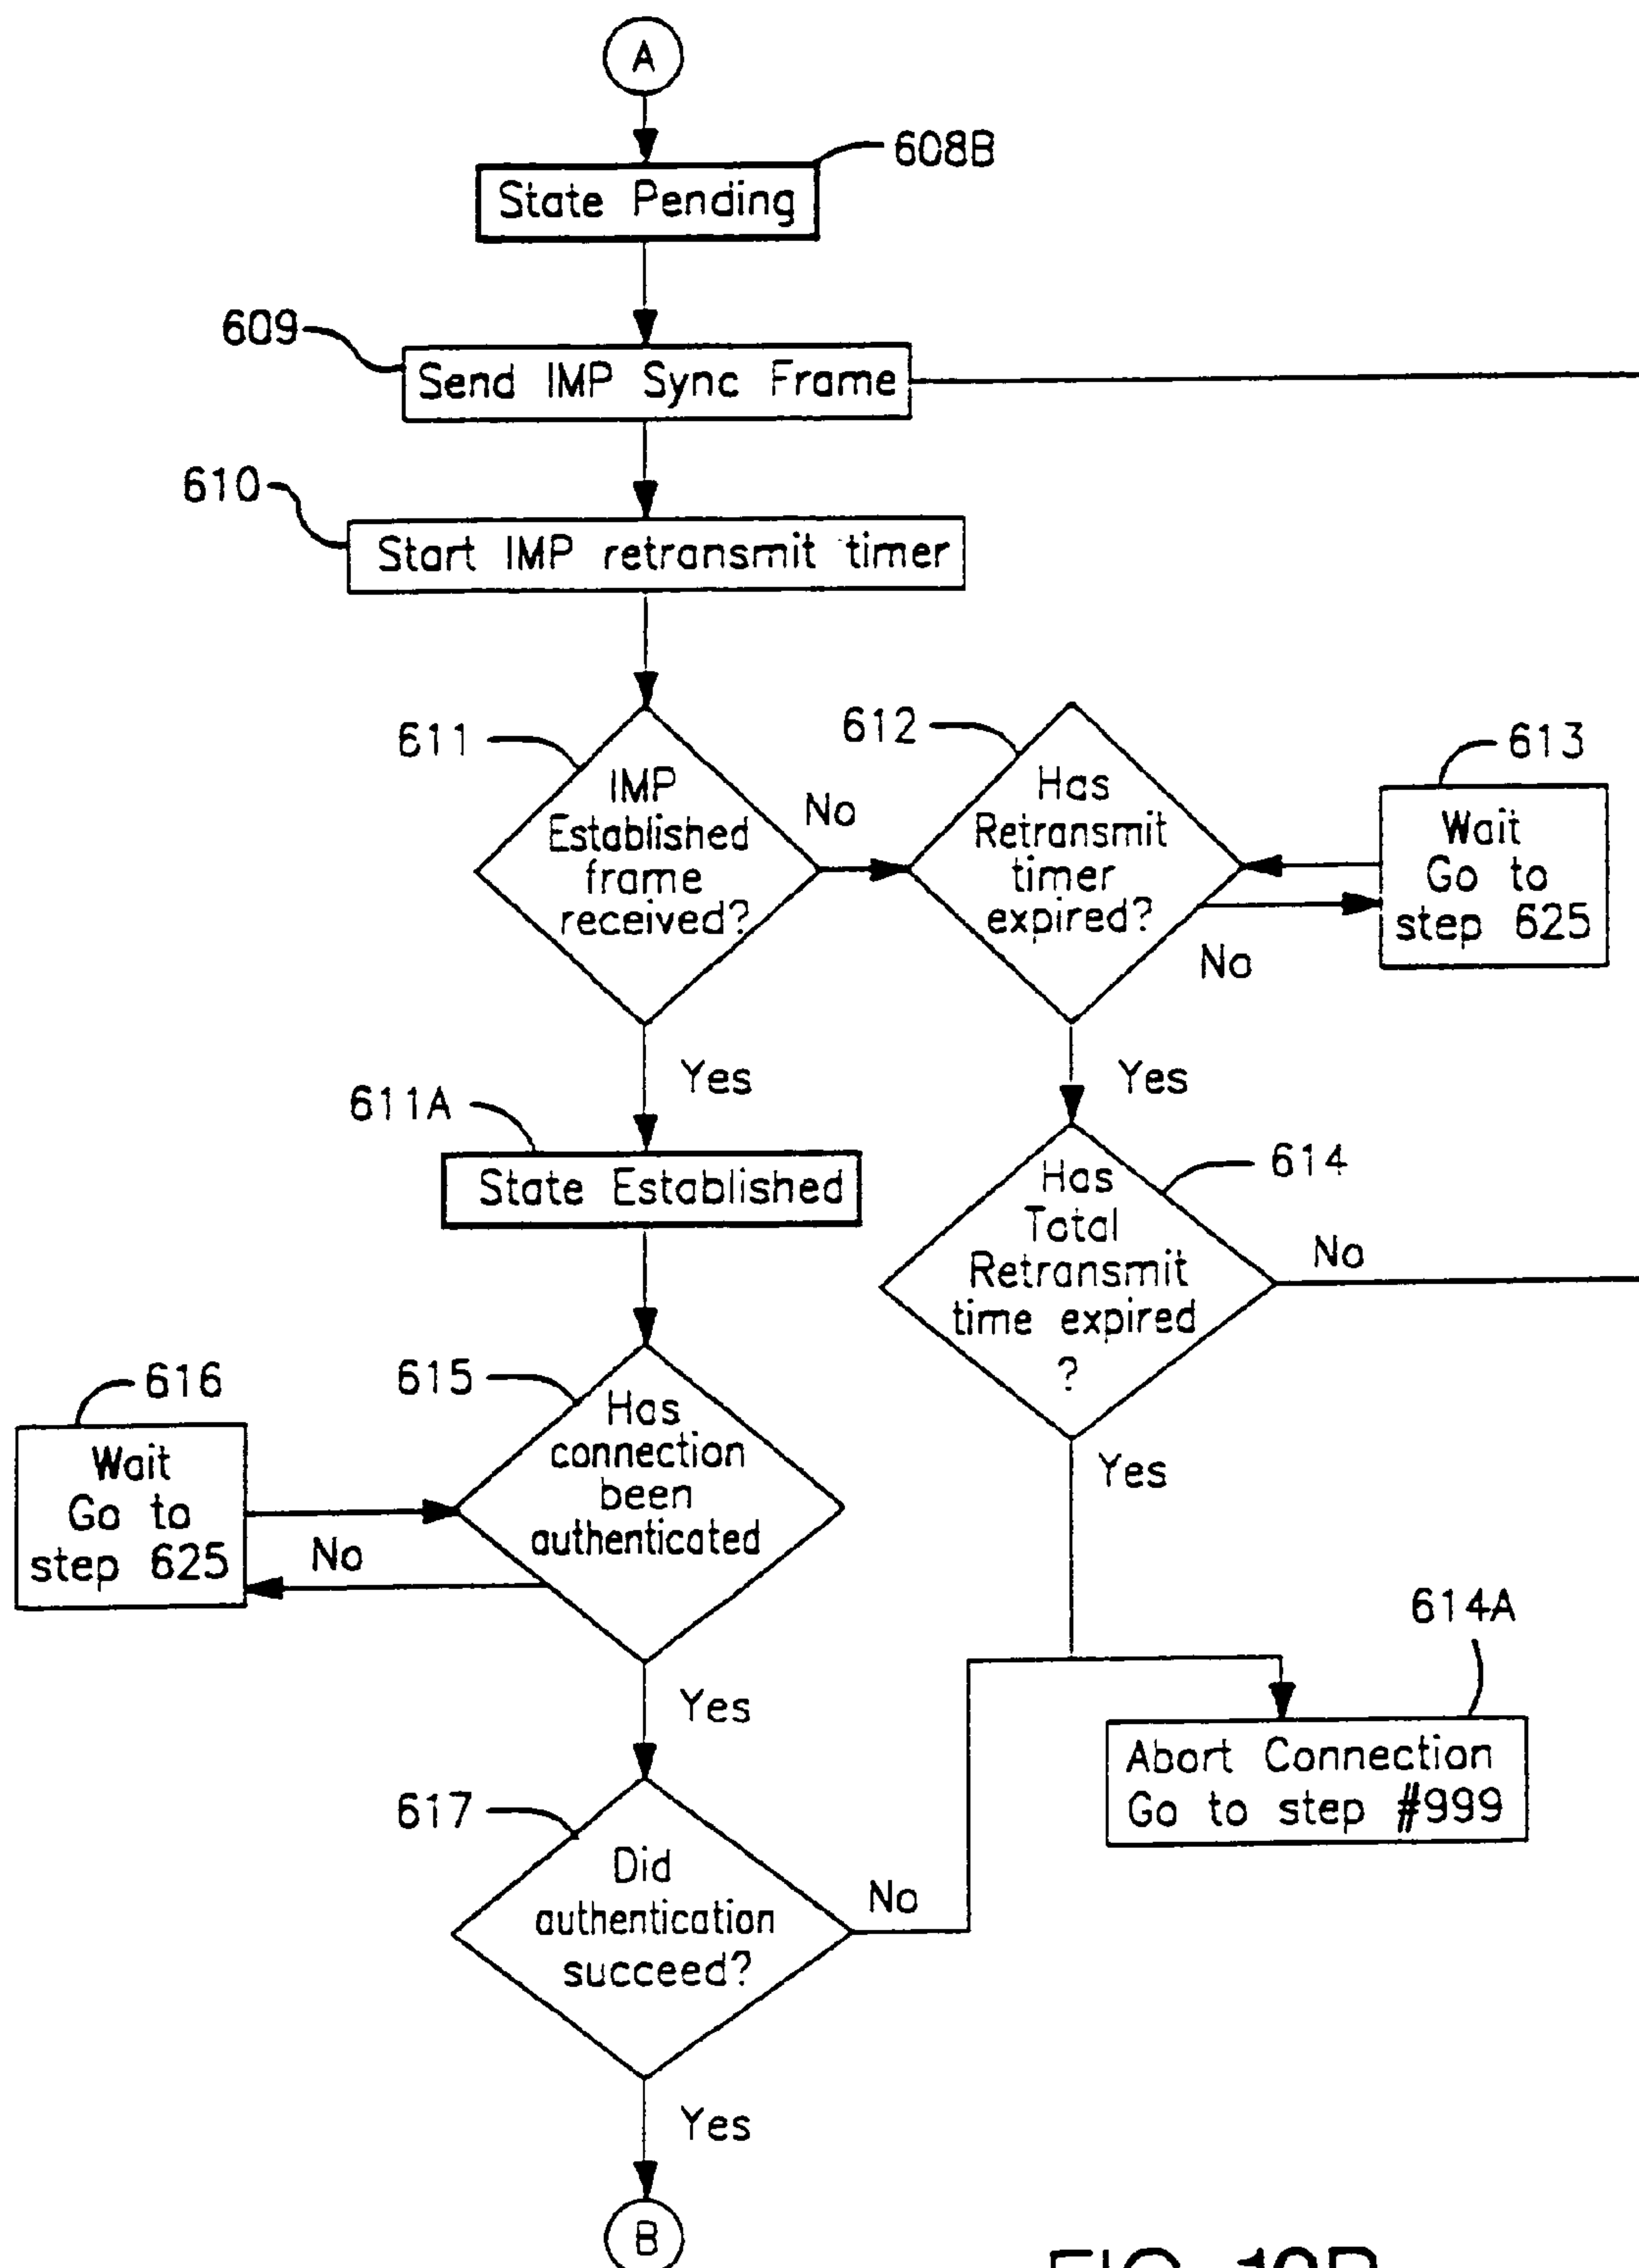 A
608B
State Pending
609
Send IMP Sync Frame
610
Start IMP retransmit timer
611
IMP
Established
frame
received?
No
612
Has
Retransmit
timer
expired?
No
613
Wait
Go to
step 625
Yes
611A
State Established
Yes
614
Has
Total
Retransmit
time expired
?
No
615
Has
connection
been
authenticated
616
Wait
Go to
step 625
No
Yes
Yes
614A
Abort Connection
Go to step #999
617
Did
authentication
succeed?
No
Yes
B